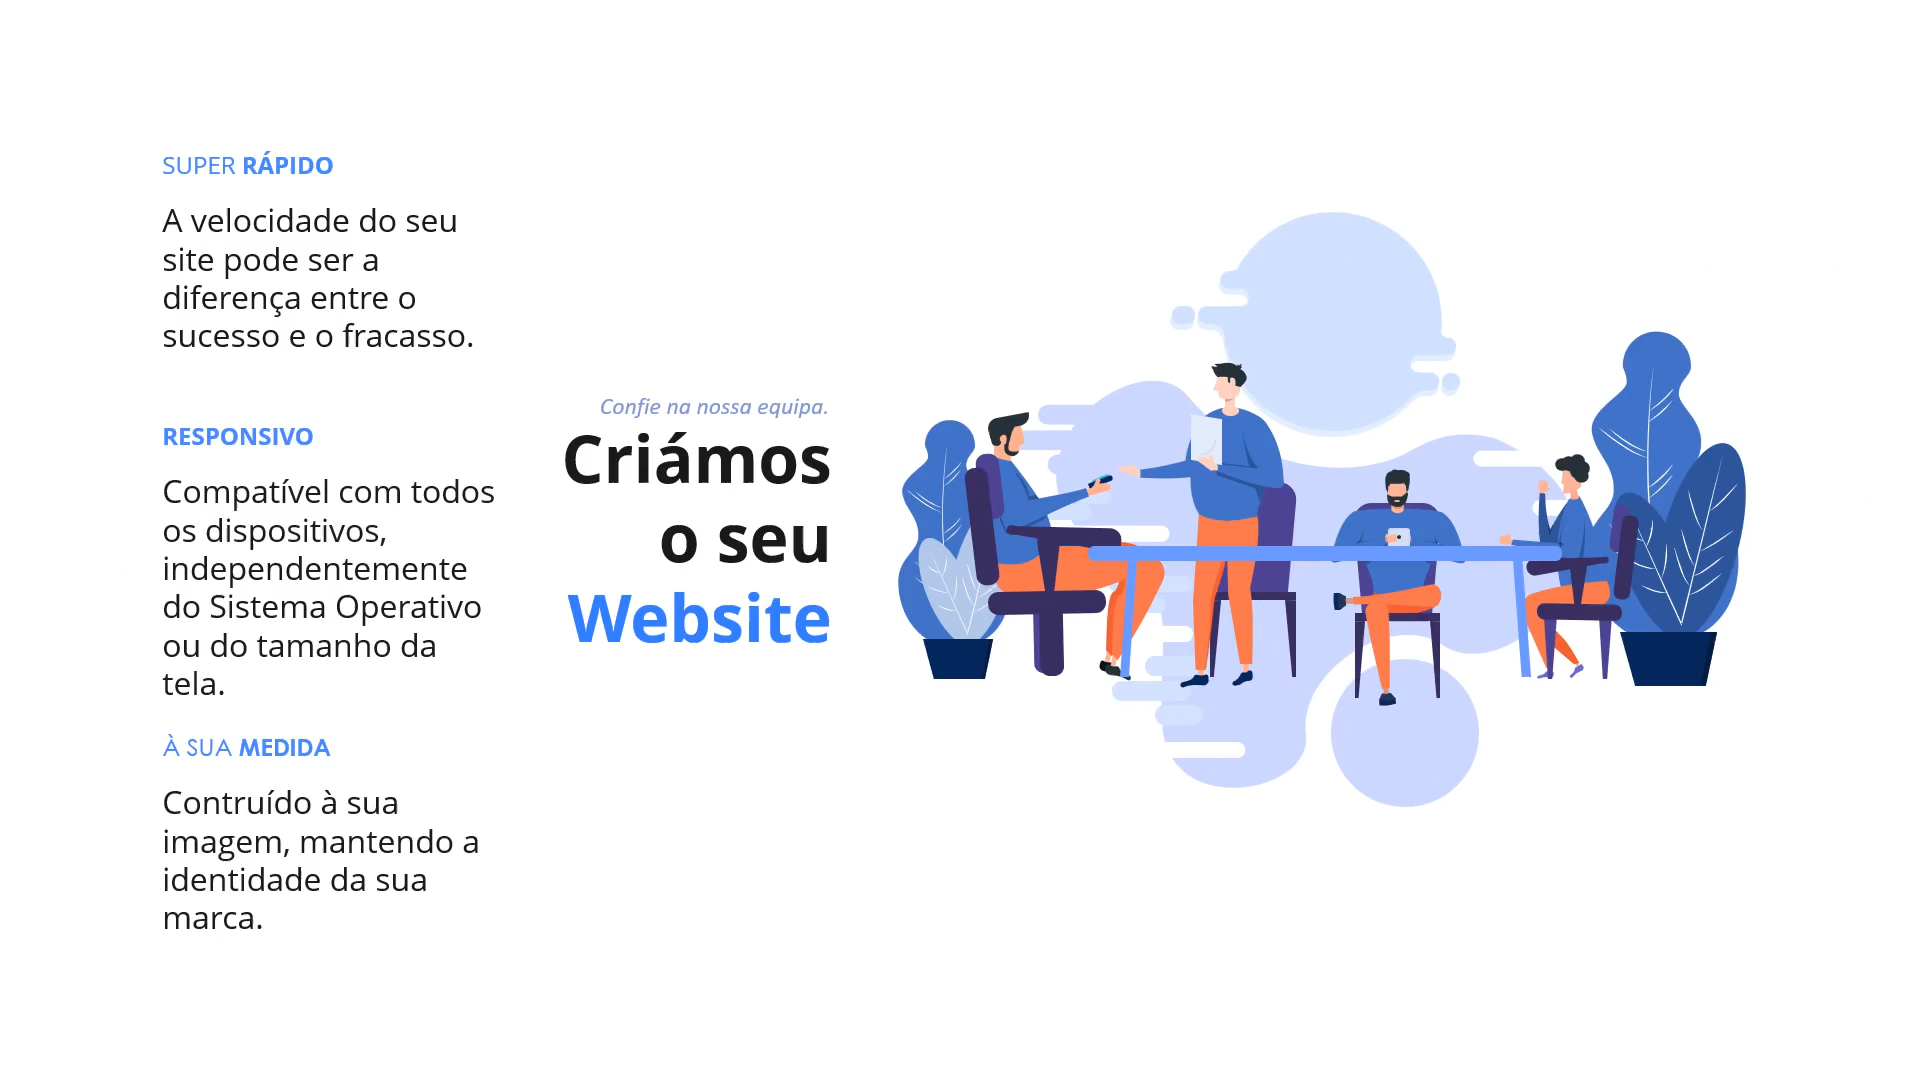 SUPER RÁPIDO
A velocidade do seu
site pode ser a
diferença entre o
sucesso e o fracasso.
RESPONSIVO
Compatível com todos
os dispositivos,
independentemente
do Sistema Operativo
ou do tamanho da
tela.
À SUA MEDIDA
Contruído à sua
imagem, mantendo a
identidade da sua
marca.
Confie na nossa equipa.
Criámos
o seu
Website